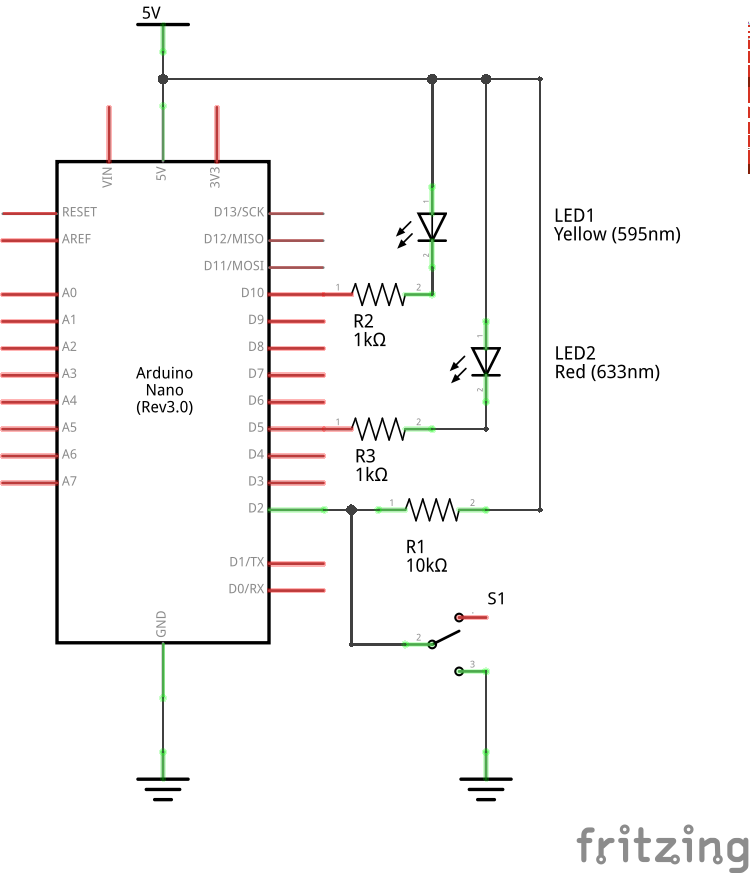 5V
VIN
5V
3V3
RESET
AREF
A0
A1
A2
A3
A4
A5
A6
A7
Arduino
Nano
(Rev3.0)
D13/SCK
D12/MISO
D11/MOSI
D10
D9
D8
D7
D6
D5
D4
D3
D2
D1/TX
D0/RX
GND
1
2
LED1
Yellow (595nm)
1
2
R2
1kΩ
1
2
LED2
Red (633nm)
1
2
R3
1kΩ
1
2
R1
10kΩ
S1
2
3
fritzing